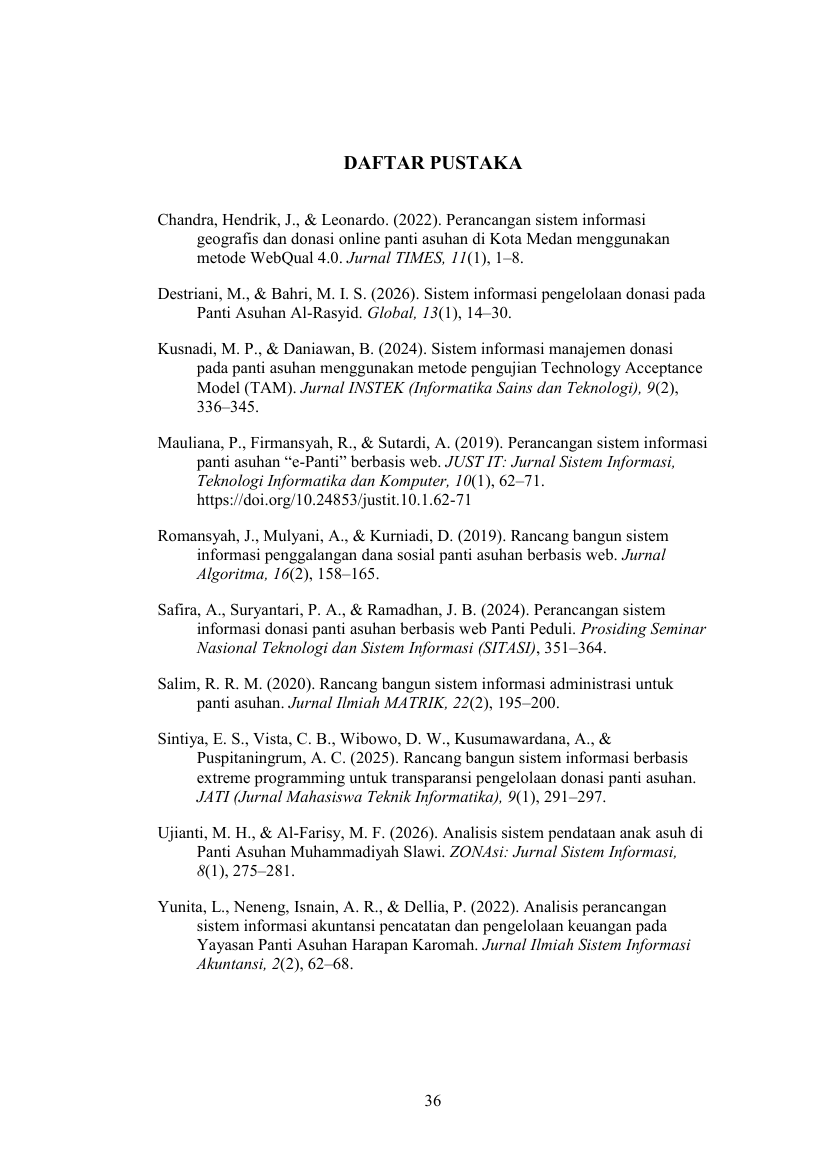 DAFTAR PUSTAKA
Chandra, Hendrik, J., & Leonardo. (2022). Perancangan sistem informasi
geografis dan donasi online panti asuhan di Kota Medan menggunakan
metode WebQual 4.0. Jurnal TIMES, 11(1), 1–8.
Destriani, M., & Bahri, M. I. S. (2026). Sistem informasi pengelolaan donasi pada
Panti Asuhan Al-Rasyid. Global, 13(1), 14–30.
Kusnadi, M. P., & Daniawan, B. (2024). Sistem informasi manajemen donasi
pada panti asuhan menggunakan metode pengujian Technology Acceptance
Model (TAM). Jurnal INSTEK (Informatika Sains dan Teknologi), 9(2),
336–345.
Mauliana, P., Firmansyah, R., & Sutardi, A. (2019). Perancangan sistem informasi
panti asuhan “e-Panti” berbasis web. JUST IT: Jurnal Sistem Informasi,
Teknologi Informatika dan Komputer, 10(1), 62–71.
https://doi.org/10.24853/justit.10.1.62-71
Romansyah, J., Mulyani, A., & Kurniadi, D. (2019). Rancang bangun sistem
informasi penggalangan dana sosial panti asuhan berbasis web. Jurnal
Algoritma, 16(2), 158–165.
Safira, A., Suryantari, P. A., & Ramadhan, J. B. (2024). Perancangan sistem
informasi donasi panti asuhan berbasis web Panti Peduli. Prosiding Seminar
Nasional Teknologi dan Sistem Informasi (SITASI), 351–364.
Salim, R. R. M. (2020). Rancang bangun sistem informasi administrasi untuk
panti asuhan. Jurnal Ilmiah MATRIK, 22(2), 195–200.
Sintiya, E. S., Vista, C. B., Wibowo, D. W., Kusumawardana, A., &
Puspitaningrum, A. C. (2025). Rancang bangun sistem informasi berbasis
extreme programming untuk transparansi pengelolaan donasi panti asuhan.
JATI (Jurnal Mahasiswa Teknik Informatika), 9(1), 291–297.
Ujianti, M. H., & Al-Farisy, M. F. (2026). Analisis sistem pendataan anak asuh di
Panti Asuhan Muhammadiyah Slawi. ZONAsi: Jurnal Sistem Informasi,
8(1), 275–281.
Yunita, L., Neneng, Isnain, A. R., & Dellia, P. (2022). Analisis perancangan
sistem informasi akuntansi pencatatan dan pengelolaan keuangan pada
Yayasan Panti Asuhan Harapan Karomah. Jurnal Ilmiah Sistem Informasi
Akuntansi, 2(2), 62–68.
36